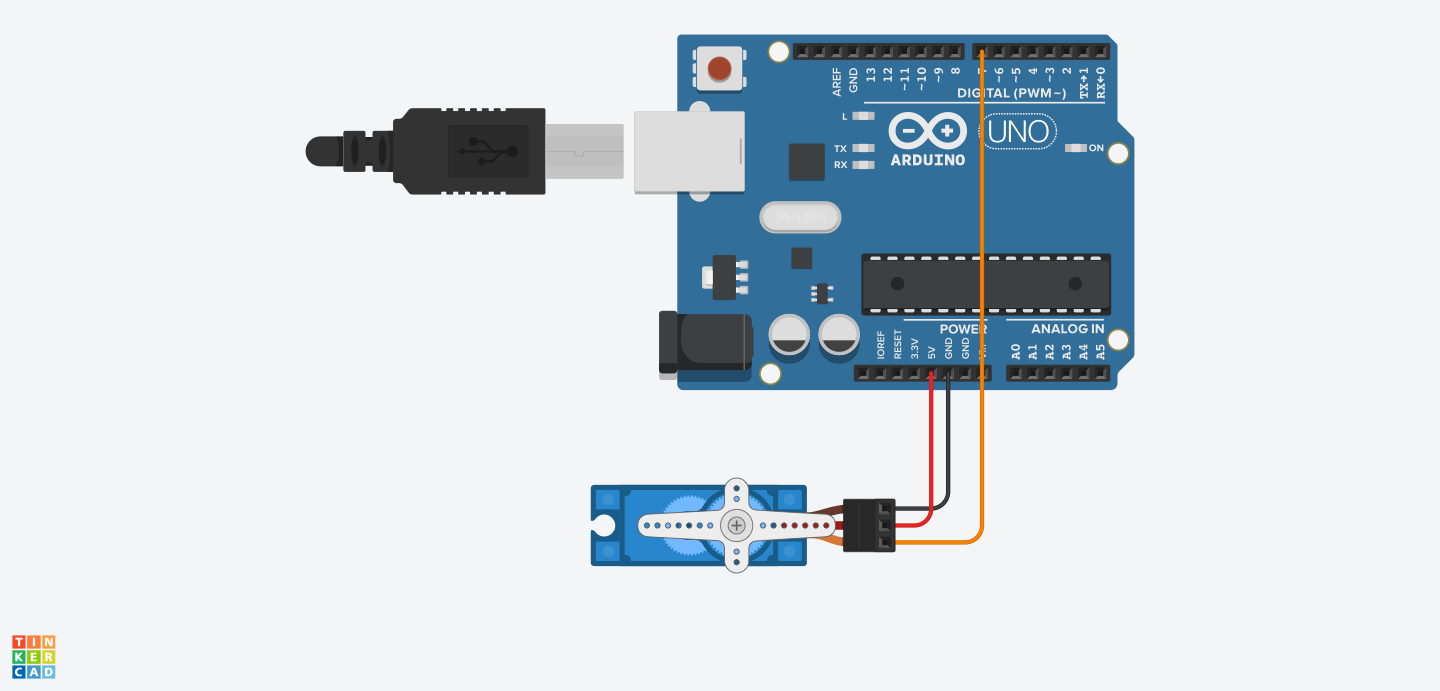 AREF
GND
13
12
~11
~10
~9
8
7
~6
~5
4
~3
2
TX→1
RX←0
DIGITAL (PWM~)
L
TX
RX
UNO
ON
ARDUINO
SPK16.000G
POWER
ANALOG IN
IOREF
RESET
3.3V
5V
GND
GND
A0
A1
A2
A3
A4
A5
TIN
KER
CAD